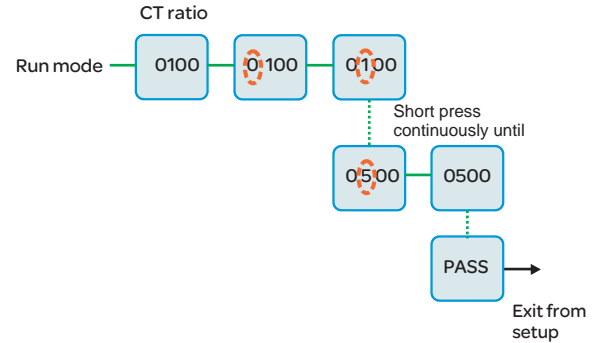 CT ratio
Run mode
0100
0100
0100
Short press
continuously until
0500
0500
PASS
Exit from
setup